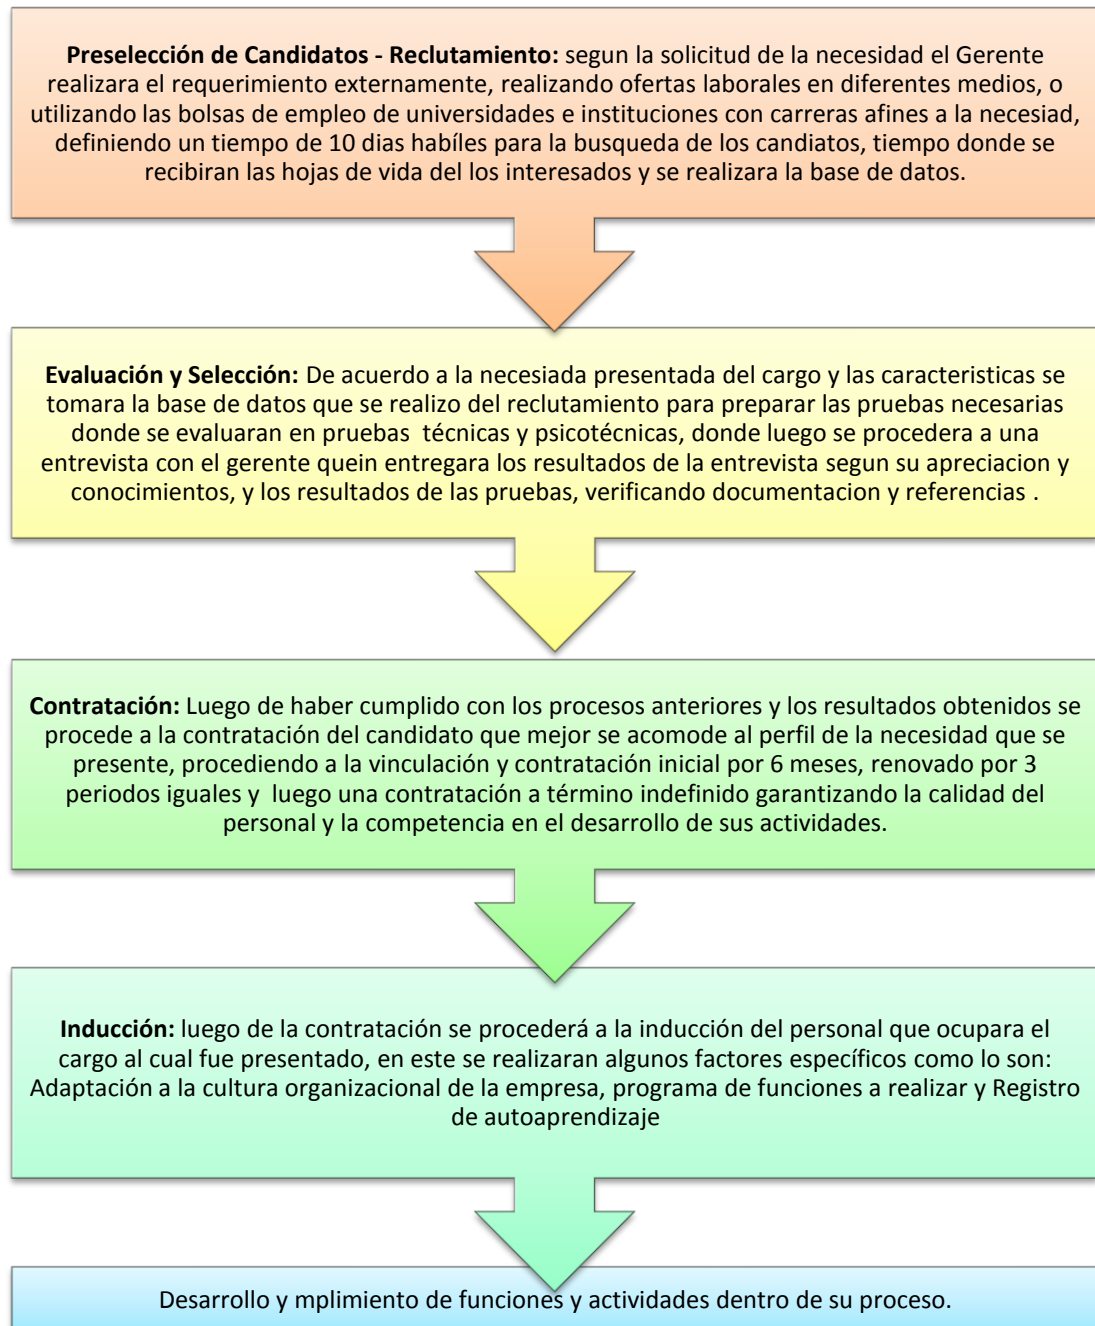 Preselección de Candidatos - Reclutamiento: segun la solicitud de la necesidad el Gerente
realizara el requerimiento externamente, realizando ofertas laborales en diferentes medios, o
utilizando las bolsas de empleo de universidades e instituciones con carreras afines a la necesiad,
definiendo un tiempo de 10 dias habíles para la busqueda de los candiatos, tiempo donde se
recibiran las hojas de vida del los interesados y se realizara la base de datos.
Evaluación y Selección: De acuerdo a la necesiada presentada del cargo y las caracteristicas se
tomara la base de datos que se realizo del reclutamiento para preparar las pruebas necesarias
donde se evaluaran en pruebas técnicas y psicotécnicas, donde luego se procedera a una
entrevista con el gerente quein entregara los resultados de la entrevista segun su apreciacion y
conocimientos, y los resultados de las pruebas, verificando documentacion y referencias .
Contratación: Luego de haber cumplido con los procesos anteriores y los resultados obtenidos se
procede a la contratación del candidato que mejor se acomode al perfil de la necesidad que se
presente, procediendo a la vinculación y contratación inicial por 6 meses, renovado por 3
periodos iguales y luego una contratación a término indefinido garantizando la calidad del
personal y la competencia en el desarrollo de sus actividades.
Inducción: luego de la contratación se procederá a la inducción del personal que ocupara el
cargo al cual fue presentado, en este se realizaran algunos factores específicos como lo son:
Adaptación a la cultura organizacional de la empresa, programa de funciones a realizar y Registro
de autoaprendizaje
Desarrollo y mplimiento de funciones y actividades dentro de su proceso.